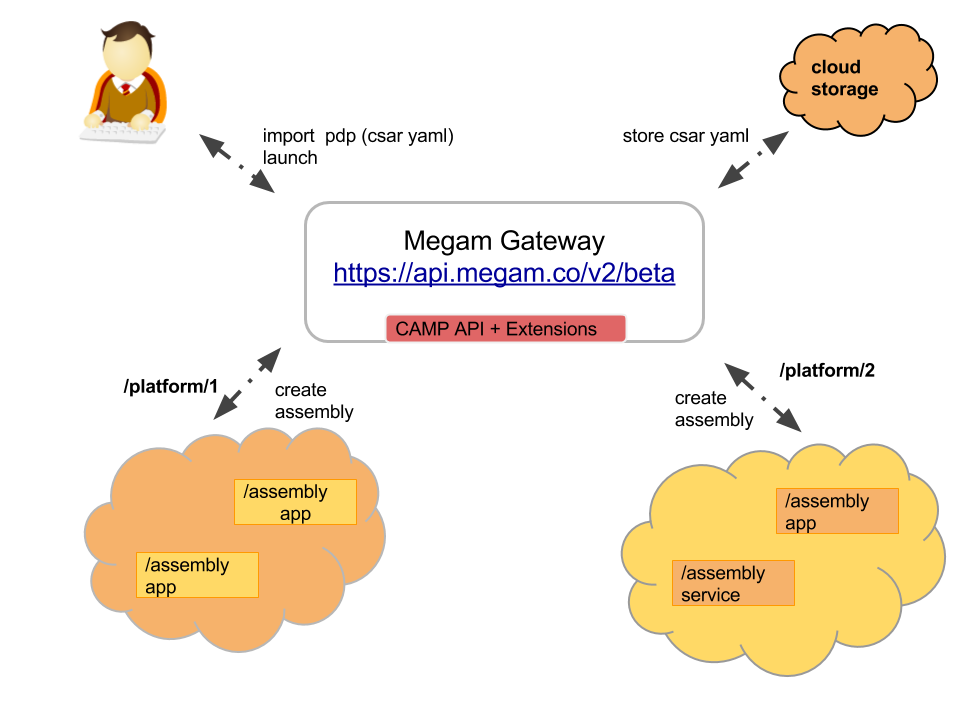 cloud
storage
import  pdp (csar yaml)
launch
store csar yaml
Megam Gateway
https://api.megam.co/v2/beta
CAMP API + Extensions
/platform/1
create
assembly
/platform/2
create
assembly
/assembly
app
/assembly
app
/assembly
app
/assembly
service